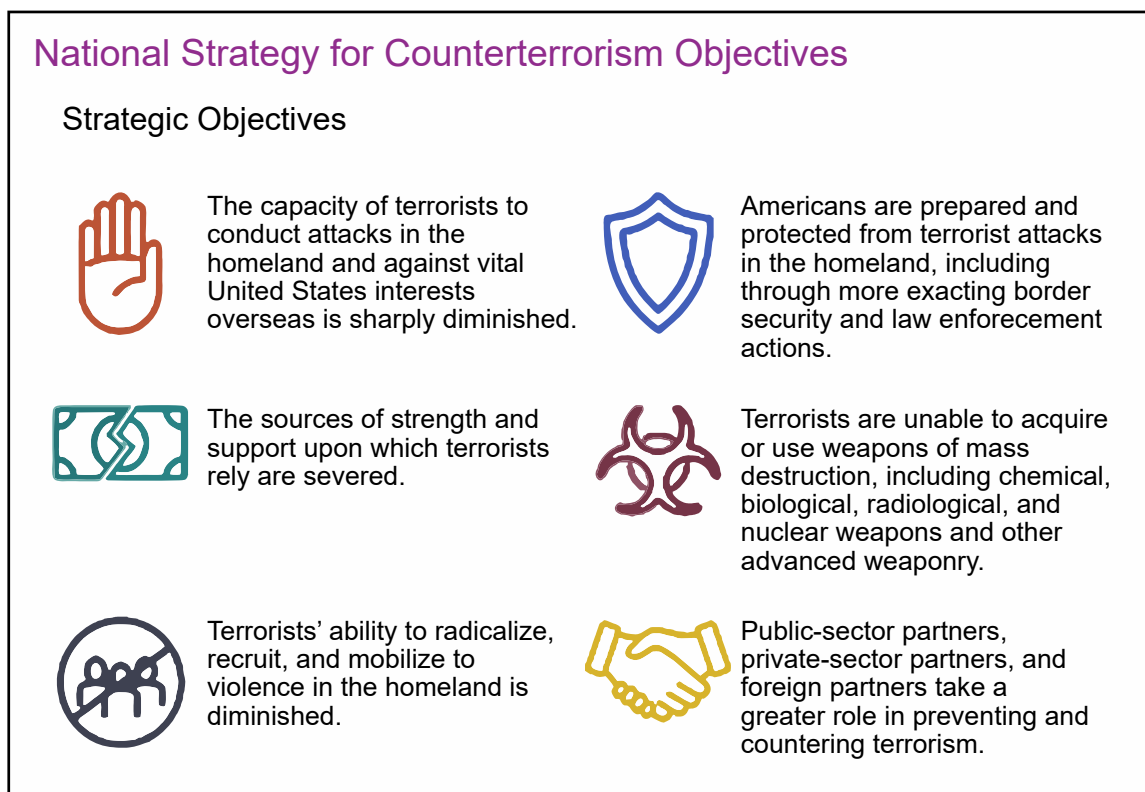 National Strategy for Counterterrorism Objectives
Strategic Objectives
The capacity of terrorists to
conduct attacks in the
homeland and against vital
United States interests
overseas is sharply diminished.
Americans are prepared and
protected from terrorist attacks
in the homeland, including
through more exacting border
security and law enforecement
actions.
The sources of strength and
support upon which terrorists
rely are severed.
Terrorists are unable to acquire
or use weapons of mass
destruction, including chemical,
biological, radiological, and
nuclear weapons and other
advanced weaponry.
Terrorists’ ability to radicalize,
recruit, and mobilize to
violence in the homeland is
diminished.
Public-sector partners,
private-sector partners, and
foreign partners take a
greater role in preventing and
countering terrorism.